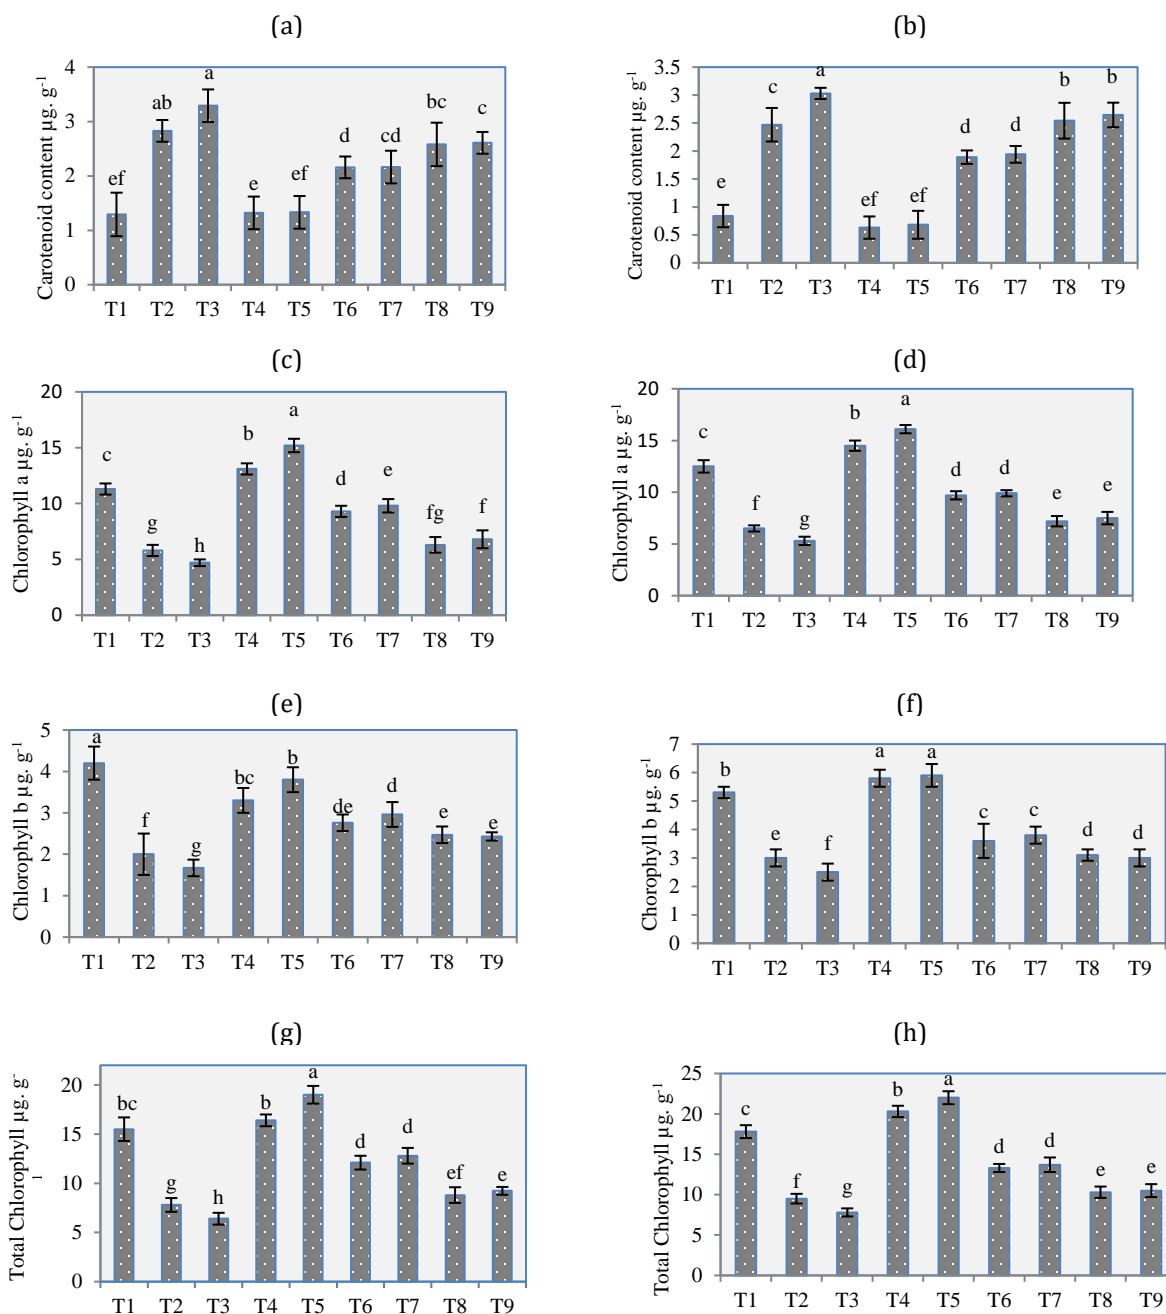 (a)
Carotenoid content µg. g-1
4
3
2
1
0
ef
ab
a
e
ef
d
cd
bc
c
T1 T2 T3 T4 T5 T6 T7 T8 T9
(b)
Carotenoid content µg. g-1
3.5
3
2.5
2
1.5
1
0.5
0
e
c
a
ef
ef
d
d
b
b
T1 T2 T3 T4 T5 T6 T7 T8 T9
(c)
Chlorophyll a µg. g-1
20
15
10
5
0
c
g
h
b
a
d
e
fg
f
T1 T2 T3 T4 T5 T6 T7 T8 T9
(d)
Chlorophyll a µg. g-1
20
15
10
5
0
c
f
g
b
a
d
d
e
e
T1 T2 T3 T4 T5 T6 T7 T8 T9
(e)
Chlorophyll b µg. g-1
5
4
3
2
1
0
a
f
g
bc
b
de
d
e
e
T1 T2 T3 T4 T5 T6 T7 T8 T9
(f)
Chorophyll b µg. g-1
7
6
5
4
3
2
1
0
b
e
f
a
a
c
c
d
d
T1 T2 T3 T4 T5 T6 T7 T8 T9
(g)
Total Chlorophyll µg. g-
1
20
15
10
5
0
bc
g
h
b
a
d
d
ef
e
T1 T2 T3 T4 T5 T6 T7 T8 T9
(h)
Total Chlorophyll µg. g-1
25
20
15
10
5
0
c
f
g
b
a
d
d
e
e
T1 T2 T3 T4 T5 T6 T7 T8 T9